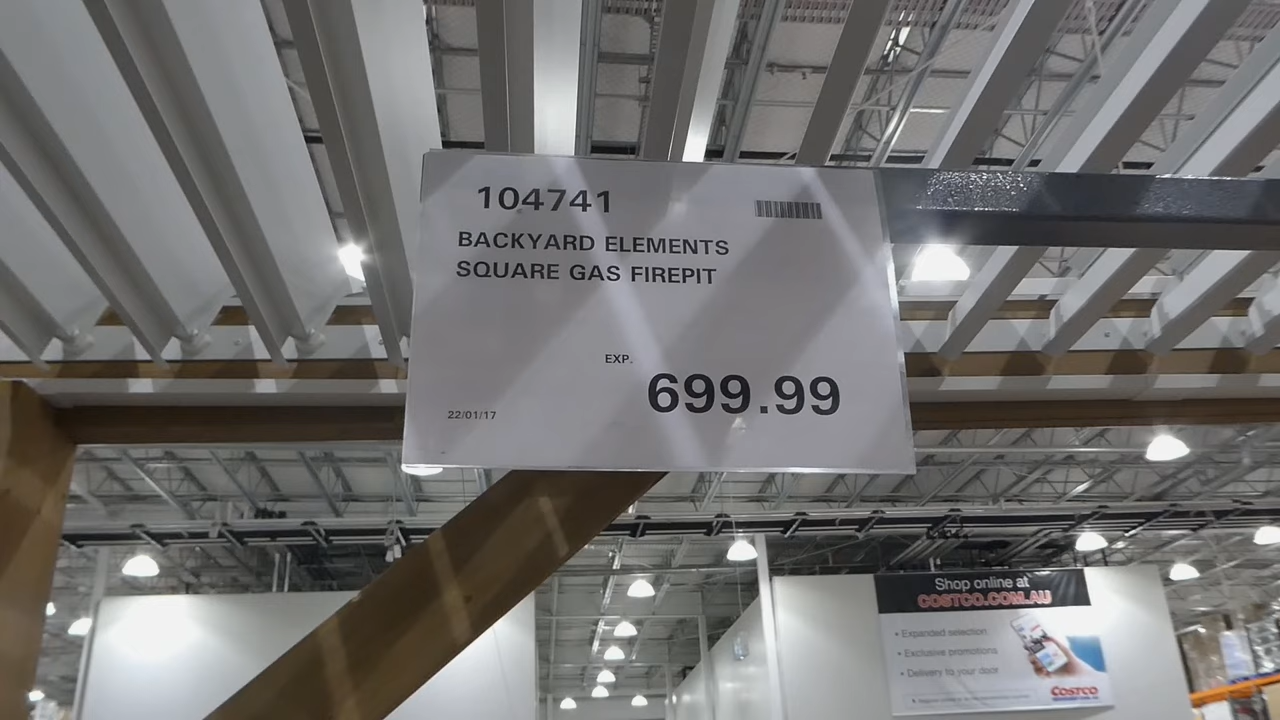 104741
BACKYARD ELEMENTS
SQUARE GAS FIREPIT
EXP.
699.99
22/01/17
Shop online at
COSTCO.COM.AU
• Expanded selection
• Exclusive promotions
• Delivery to your door
COSTCO